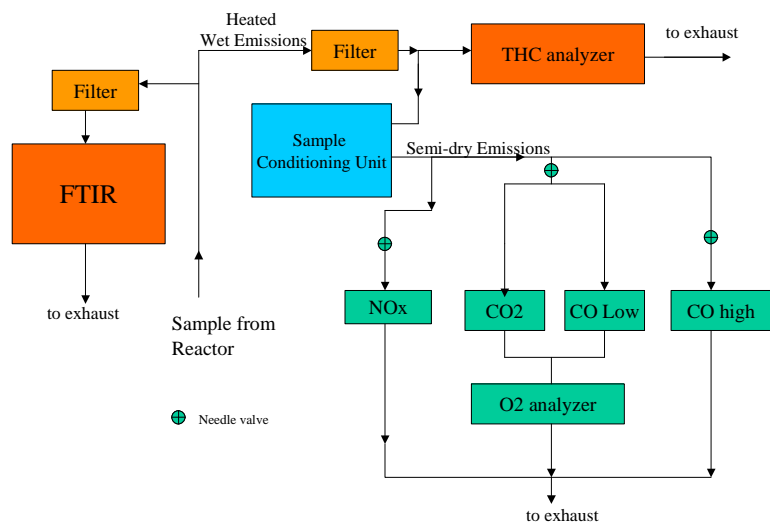 Heated
Wet Emissions
to exhaust
Filter
THC analyzer
Filter
Sample
Conditioning Unit
Semi-dry Emissions
FTIR
to exhaust
Sample from
Reactor
NOx
CO2
CO Low
CO high
O2 analyzer
Needle valve
to exhaust